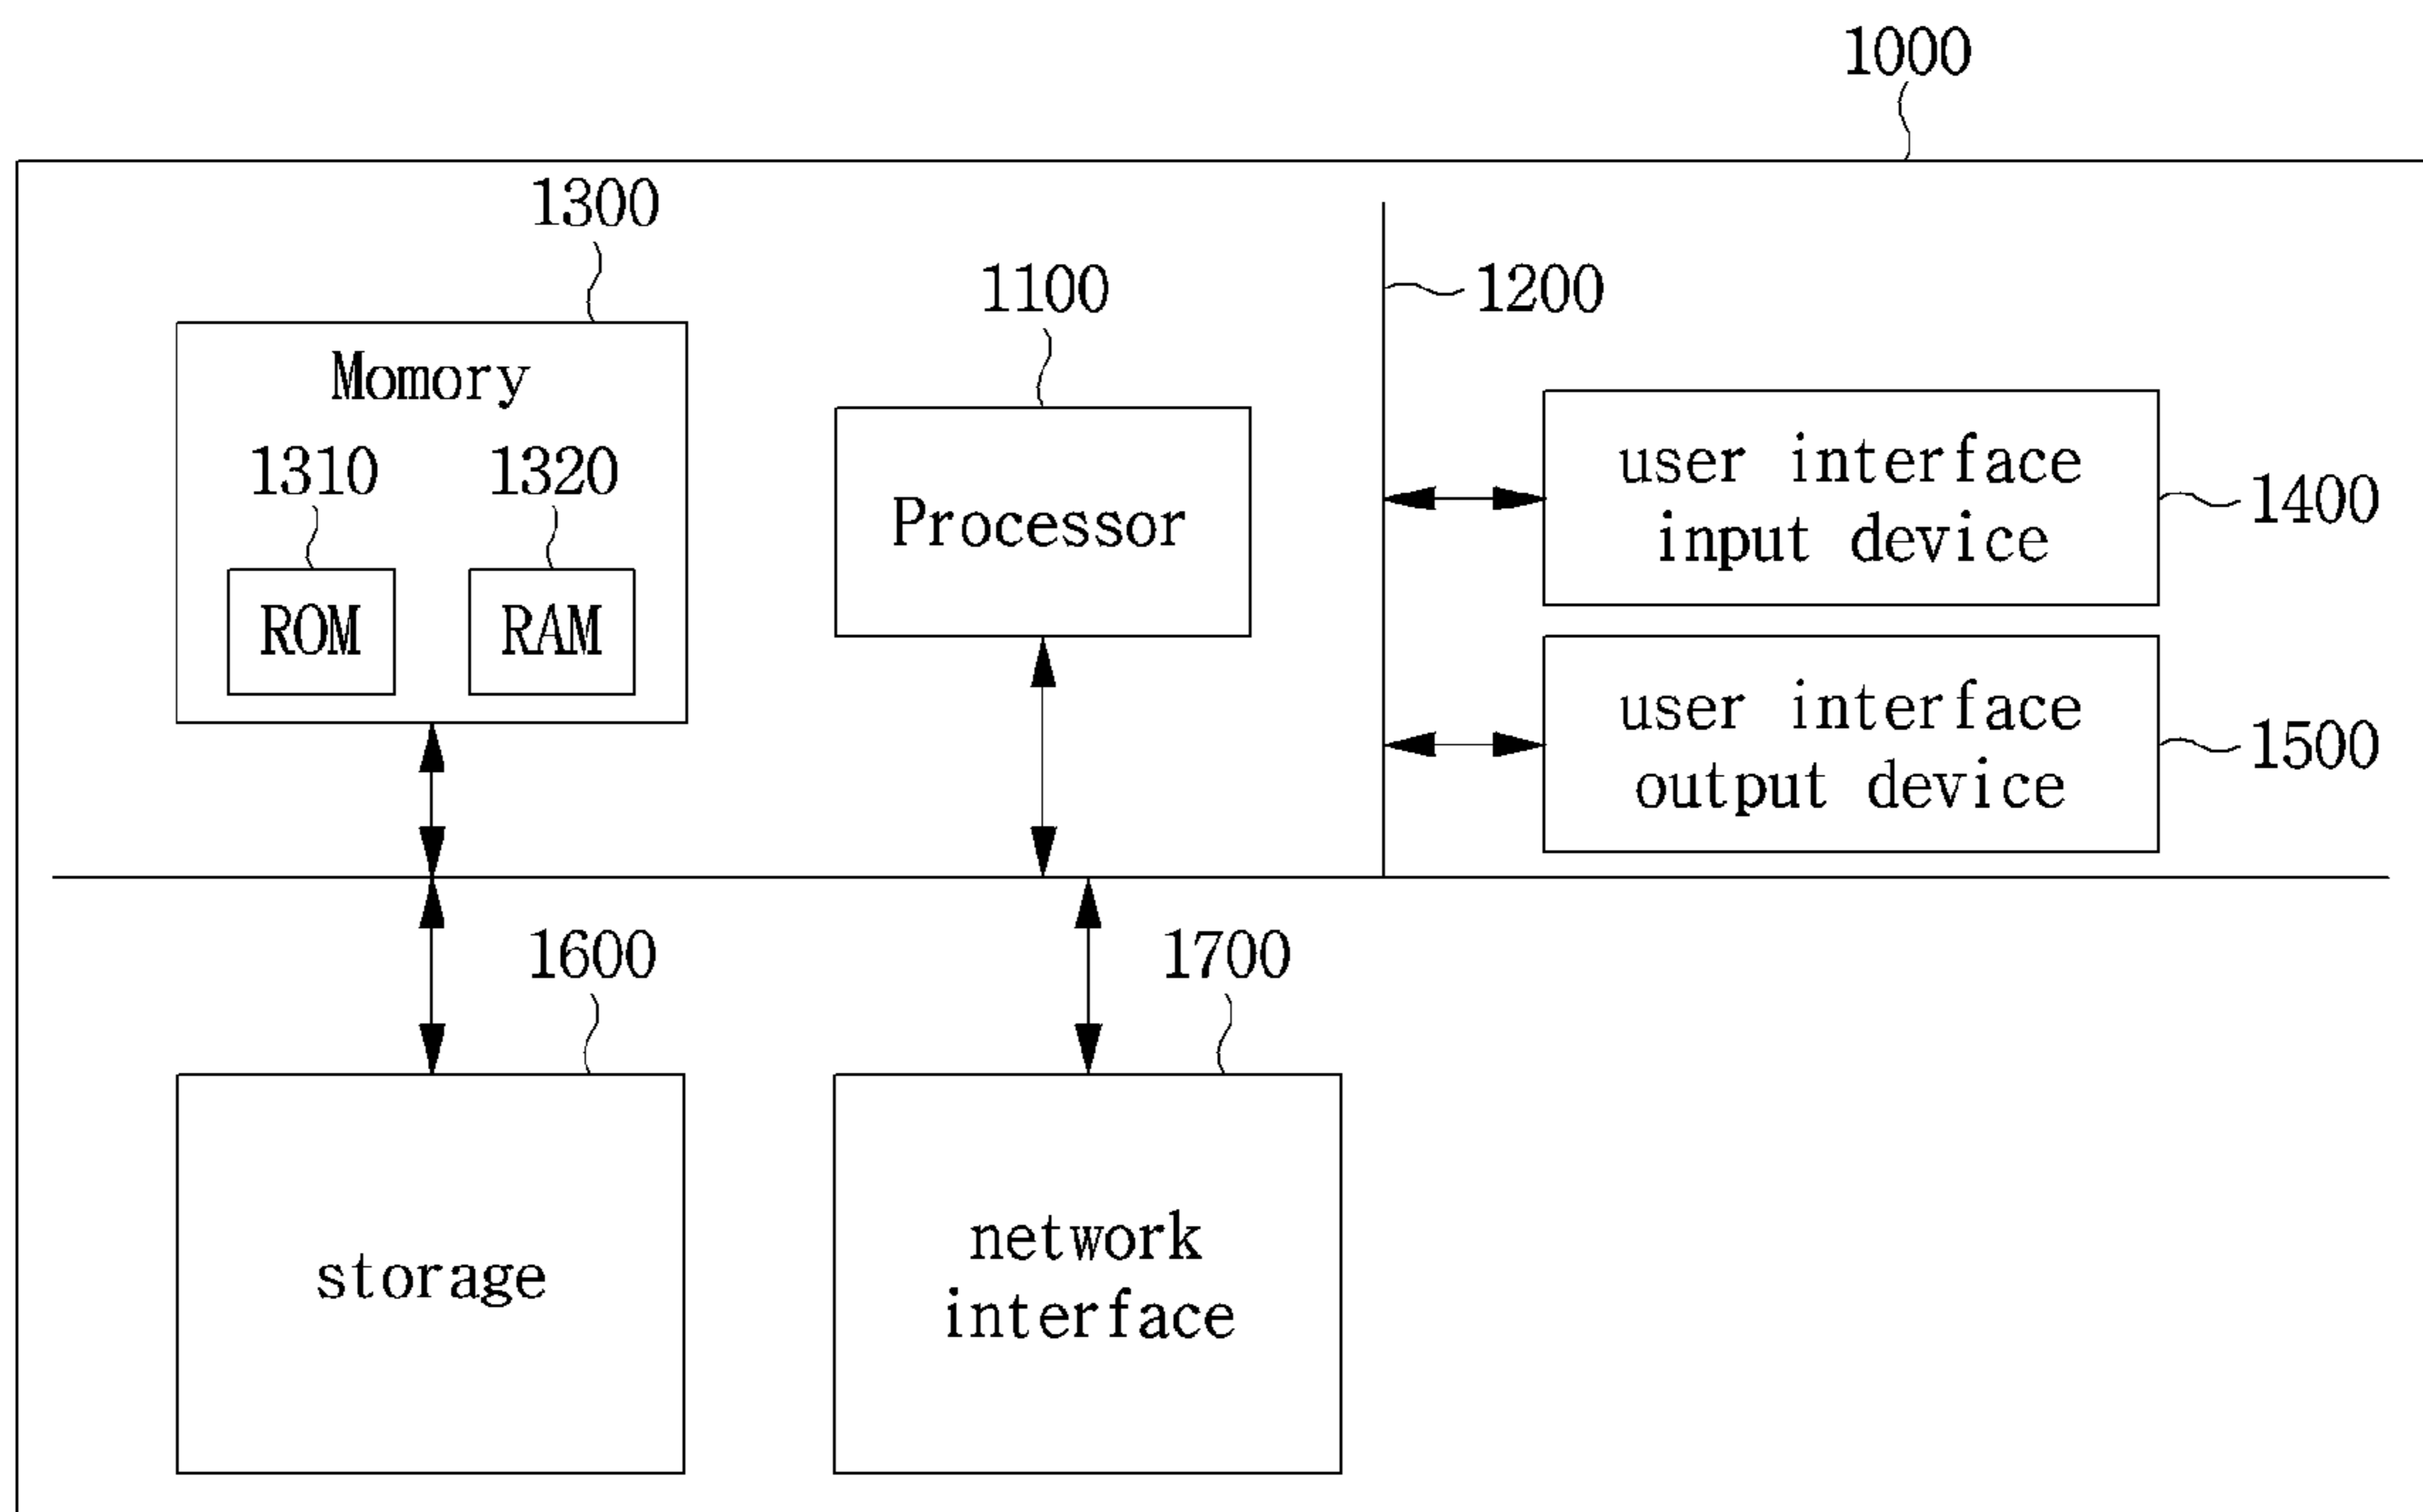 1000
1300
1100
1200
Momory
1310
1320
ROM
RAM
Processor
user interface
input device
1400
user interface
output device
1500
1600
1700
storage
network
interface